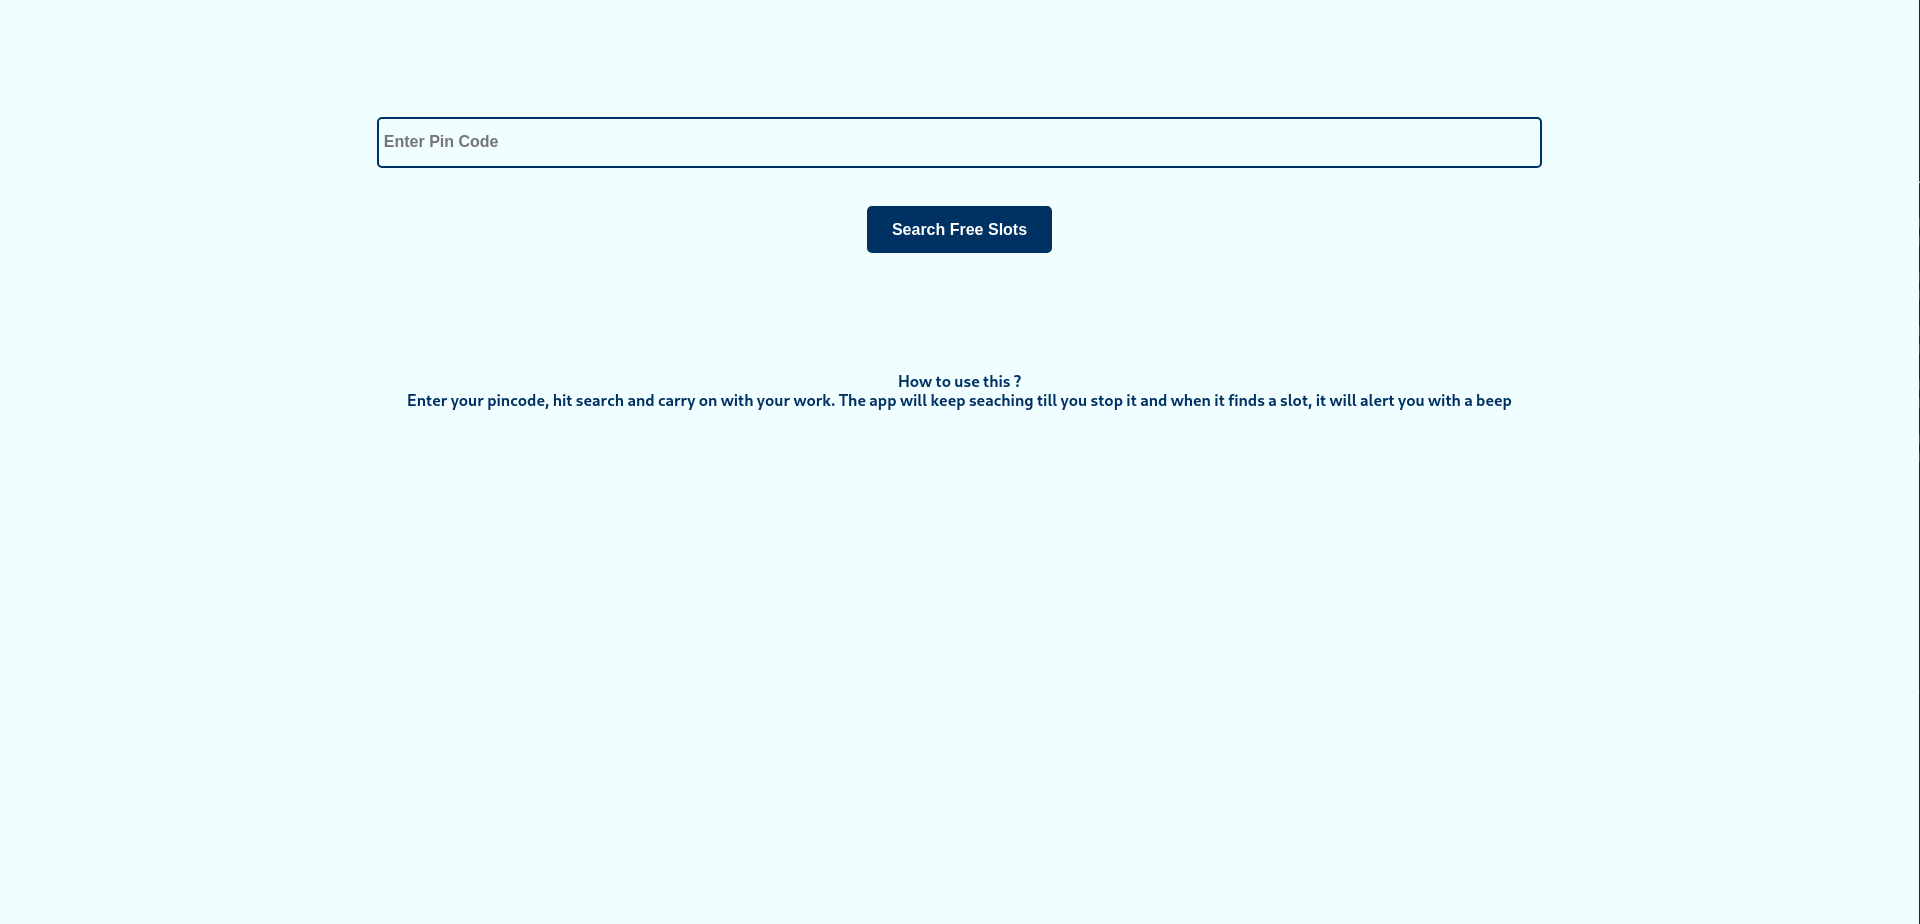 Enter Pin Code
Search Free Slots
How to use this ?
Enter your pincode, hit search and carry on with your work. The app will keep seaching till you stop it and when it finds a slot, it will alert you with a beep